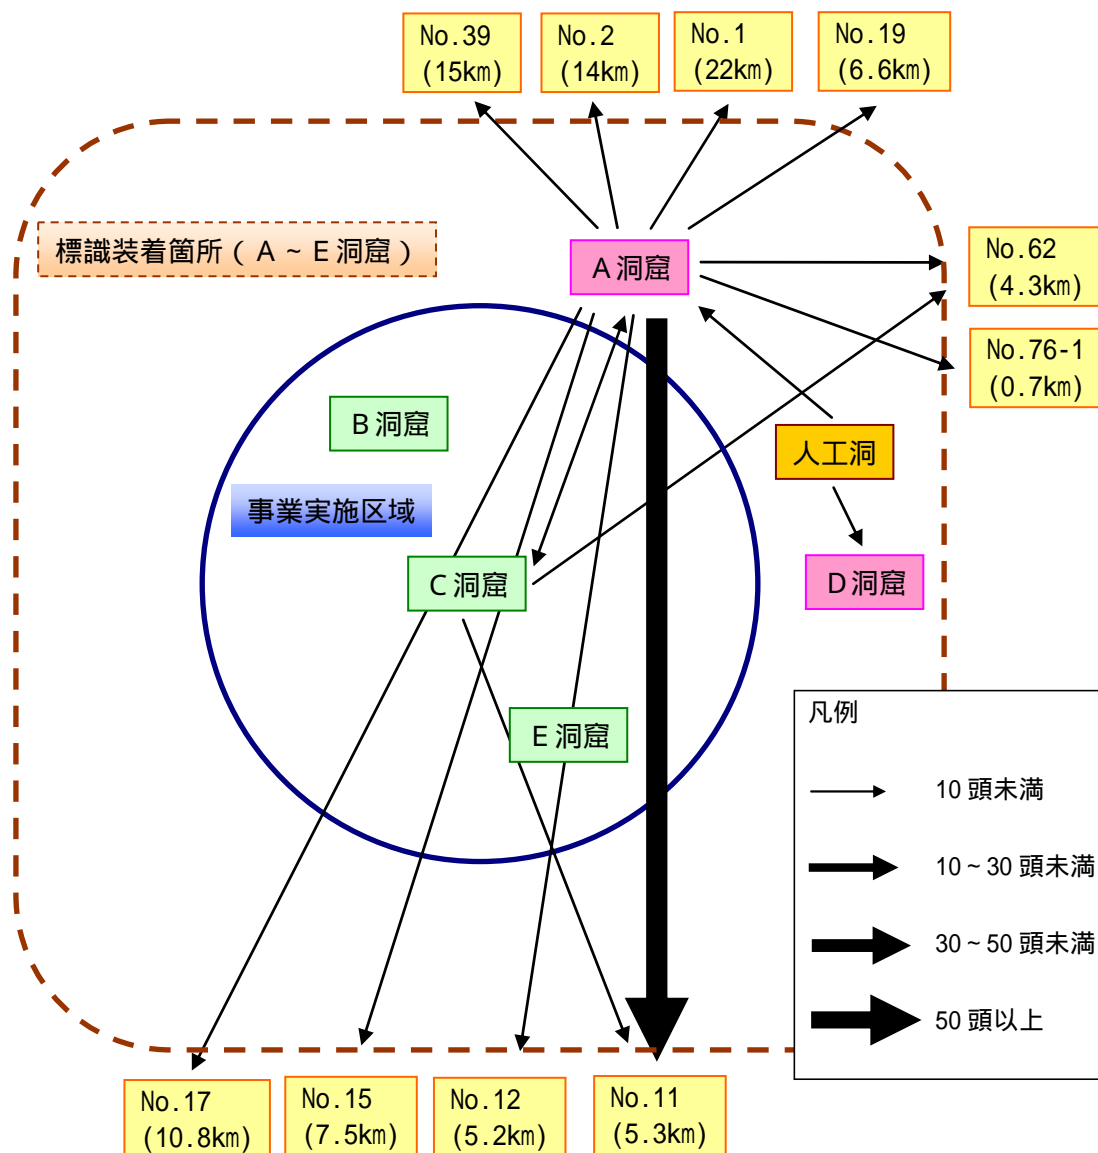 No.39
(15km)
No.2
(14km)
No.1
(22km)
No.19
(6.6km)
標識装着箇所(A~E洞窟)
A洞窟
No.62
(4.3km)
No.76-1
(0.7km)
B洞窟
人工洞
事業実施区域
C洞窟
D洞窟
E洞窟
凡例
10頭未満
10~30頭未満
30~50頭未満
50頭以上
No.17
(10.8km)
No.15
(7.5km)
No.12
(5.2km)
No.11
(5.3km)